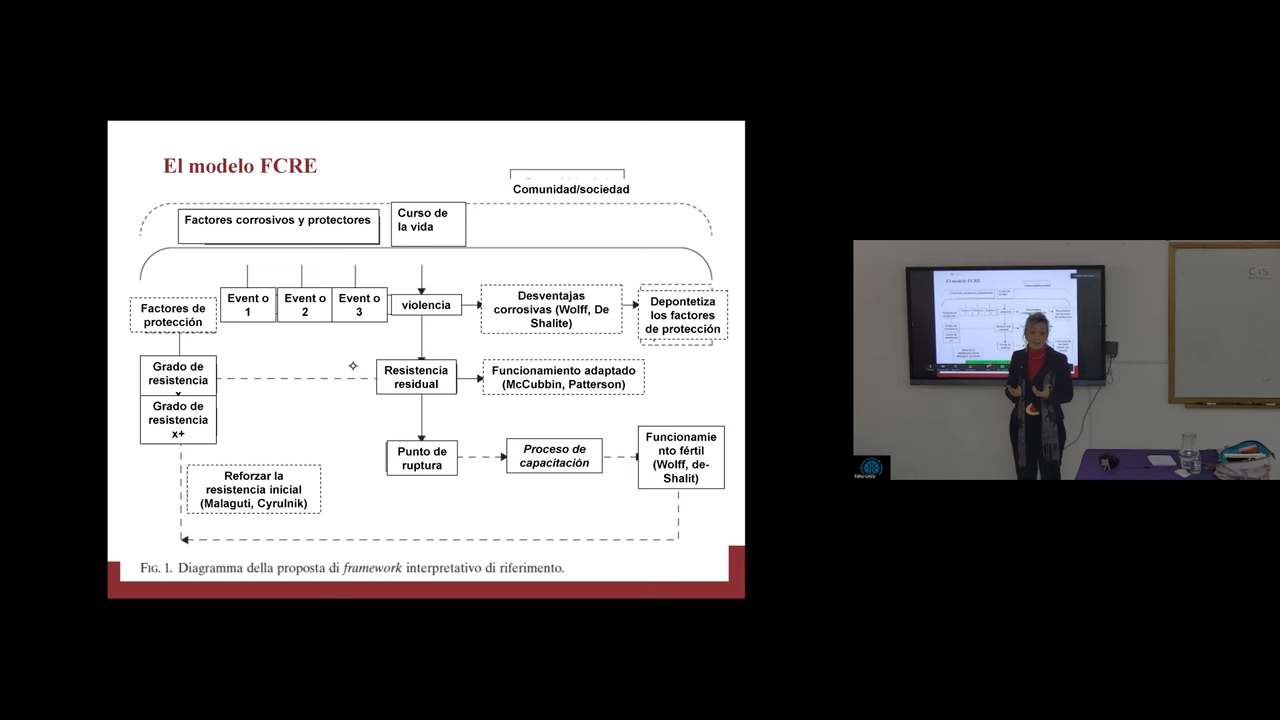 El modelo FCRE
Comunidad/sociedad
Factores corrosivos y protectores
Curso de
la vida
Factores de
protección
Event o
1
Event o
2
Event o
3
violencia
Desventajas
corrosivas (Wolff, De
Shalite)
Depontetiza
los factores
de protección
Grado de
resistencia
x
Grado de
resistencia
x+
Resistencia
residual
Funcionamiento adaptado
(McCubbin, Patterson)
Punto de
ruptura
Proceso de
capacitación
Funcionamie
nto fértil
(Wolff, de-
Shalit)
Reforzar la
resistencia inicial
(Malaguti, Cyrulnik)
FIG. 1. Diagramma della proposta di framework interpretativo di riferimento.
El modelo FCRE